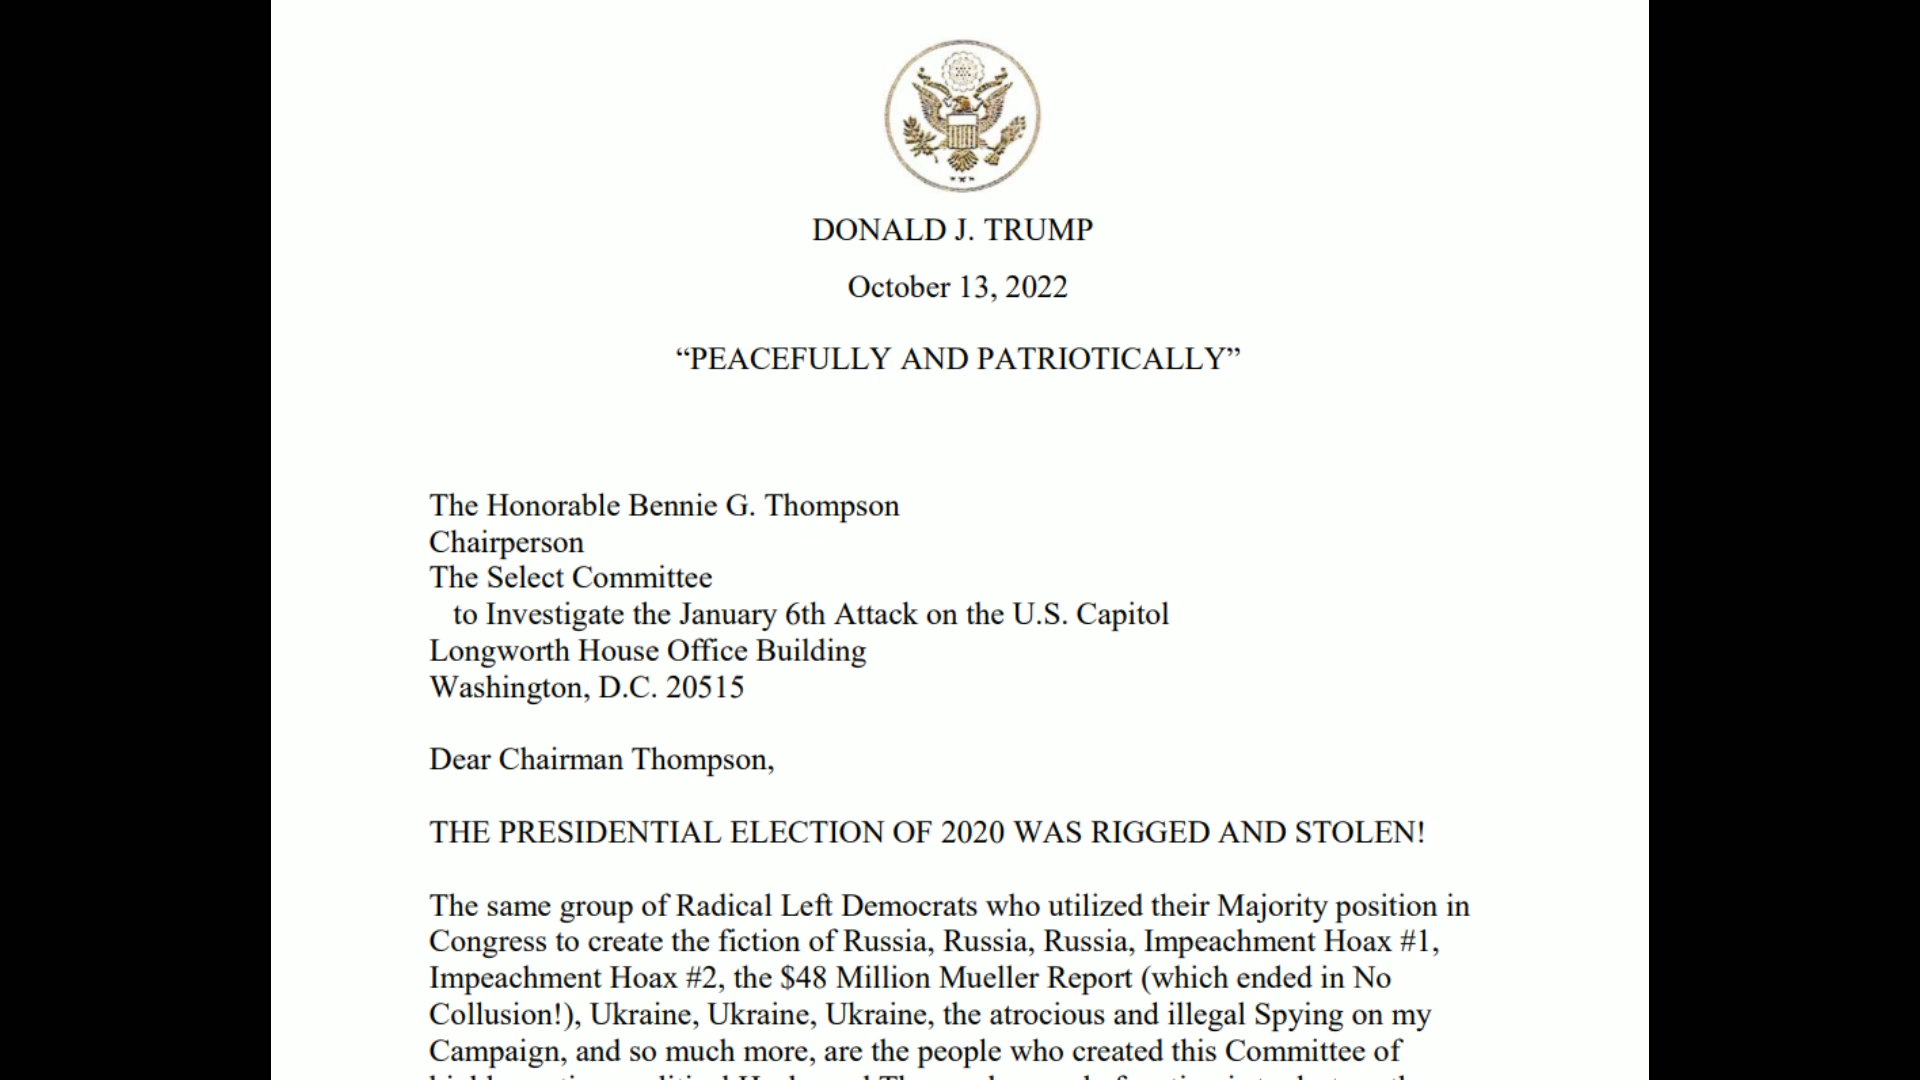 DONALD J. TRUMP
October 13, 2022
“PEACEFULLY AND PATRIOTICALLY”
The Honorable Bennie G. Thompson
Chairperson
The Select Committee
to Investigate the January 6th Attack on the U.S. Capitol
Longworth House Office Building
Washington, D.C. 20515
Dear Chairman Thompson,
THE PRESIDENTIAL ELECTION OF 2020 WAS RIGGED AND STOLEN!
The same group of Radical Left Democrats who utilized their Majority position in
Congress to create the fiction of Russia, Russia, Russia, Impeachment Hoax #1,
Impeachment Hoax #2, the $48 Million Mueller Report (which ended in No
Collusion!), Ukraine, Ukraine, Ukraine, the atrocious and illegal Spying on my
Campaign, and so much more, are the people who created this Committee of